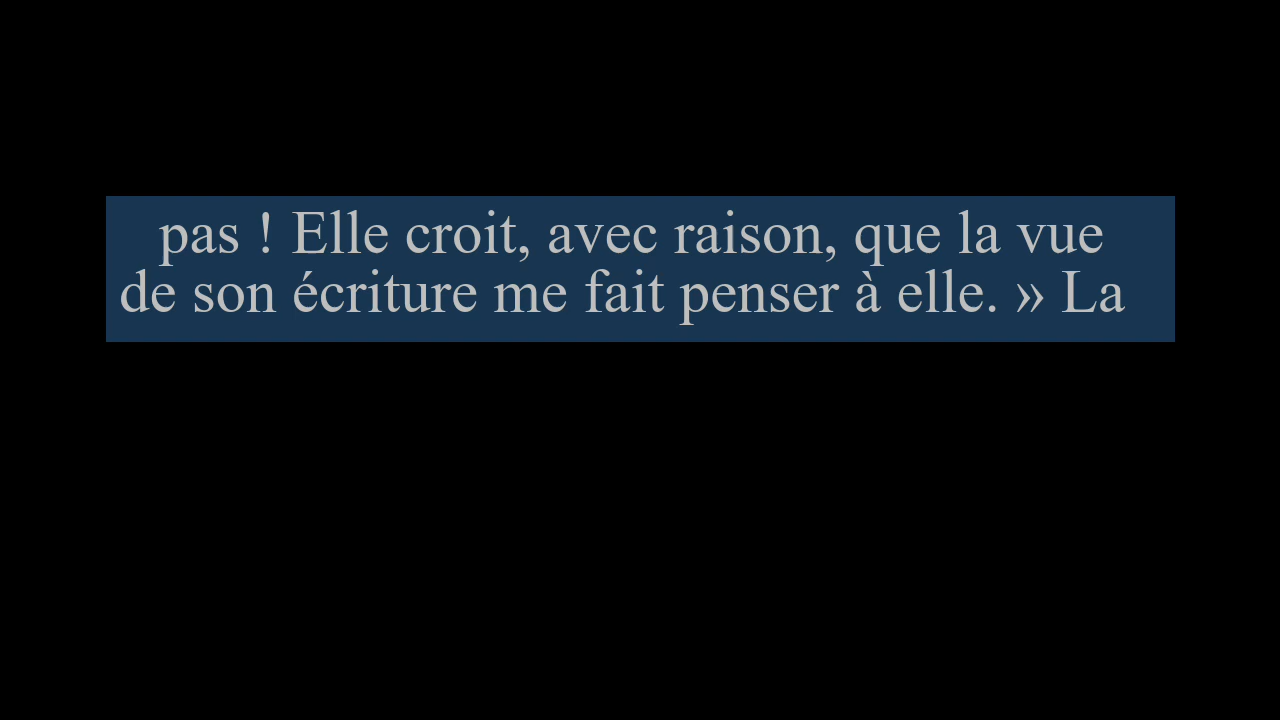 pas ! Elle croit, avec raison, que la vue
de son écriture me fait penser à elle. » La